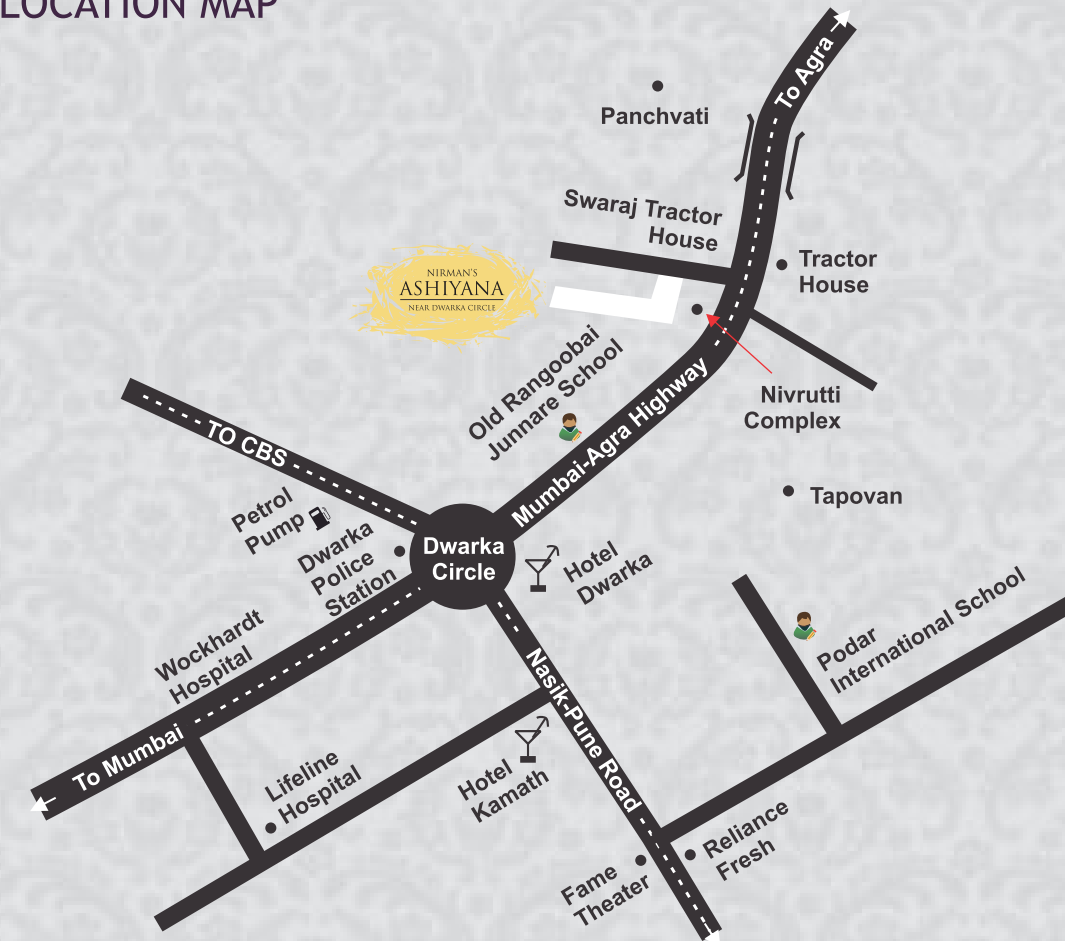 LOCATION MAP
To Agra
Panchvati
Swaraj Tractor
House
Tractor
House
NIRMAN'S
ASHIYANA
NEAR DWARKA CIRCLE
Old Rangoobai
Junnare School
Mumbai-Agra Highway
Nivrutti
Complex
TO CBS
Tapovan
Petrol
Pump
Dwarka
Police
Station
Dwarka
Circle
Hotel
Dwarka
Podar
International School
Wockhardt
Hospital
To Mumbai
Nasik-Pune Road
Lifeline
Hospital
Hotel
Kamath
Reliance
Fresh
Fame
Theater